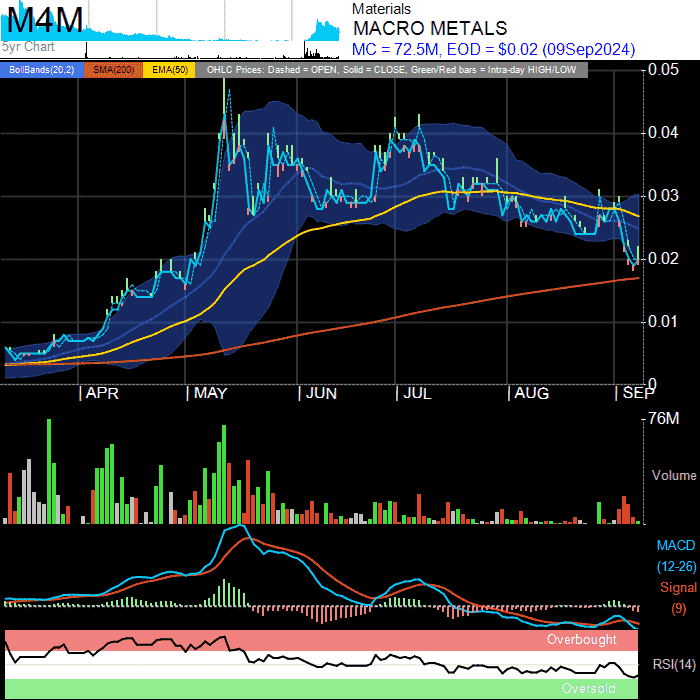 M4M
5yr Chart
Materials
MACRO METALS
MC = 72.5M, EOD = $0.02 (09Sep2024)
BollBands(20,2) SMA(200) EMA(50) OHLC Prices: Dashed = OPEN, Solid = CLOSE, Green/Red bars = Intra-day HIGH/LOW
0.05
0.04
0.03
0.02
0.01
0
APR MAY JUN JUL AUG SEP
76M
Volume
MACD
(12-26)
Signal
(9)
Overbought
RSI(14)
Oversold